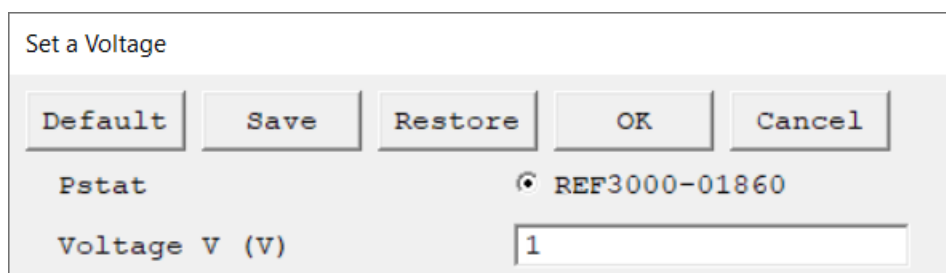 Set a Voltage
Default Save Restore OK Cancel
Pstat REF3000-01860
Voltage V (V) 1